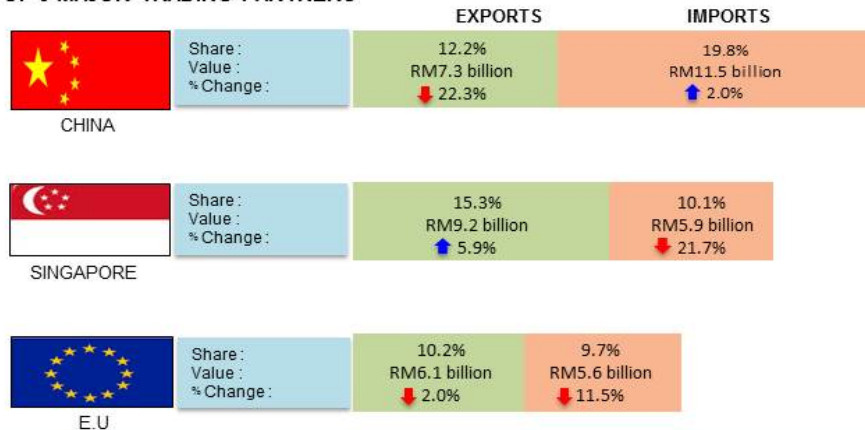 EXPORTS IMPORTS
Share : 12.2% 19.8%
Value : RM7.3 billion RM11.5 billion
% Change : 22.3% 2.0%
CHINA
Share : 15.3% 10.1%
Value : RM9.2 billion RM5.9 billion
% Change : 5.9% 21.7%
SINGAPORE
Share : 10.2% 9.7%
Value : RM6.1 billion RM5.6 billion
% Change : 2.0% 11.5%
E.U